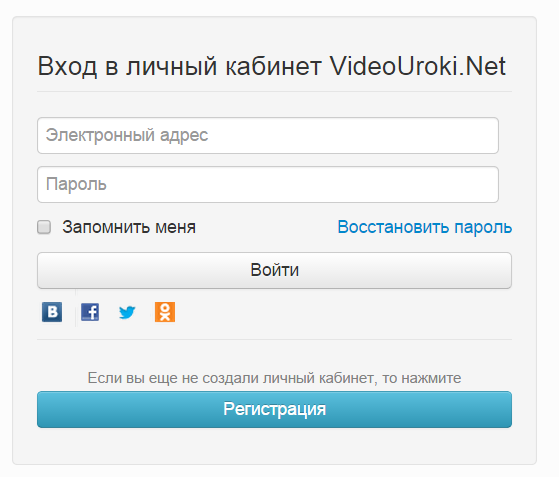 Вход в личный кабинет VideoUroki.Net
Электронный адрес
Пароль
Запомнить меня Восстановить пароль
Войти
Если вы еще не создали личный кабинет, то нажмите
Регистрация